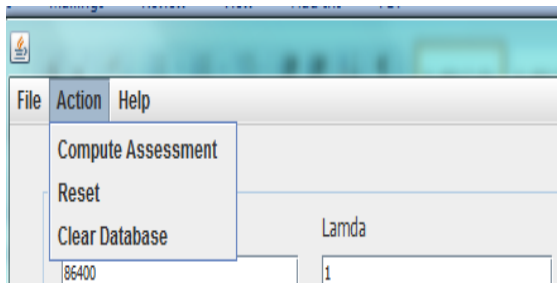 File Action Help
Compute Assessment
Reset
Clear Database
Lamda
86400 1